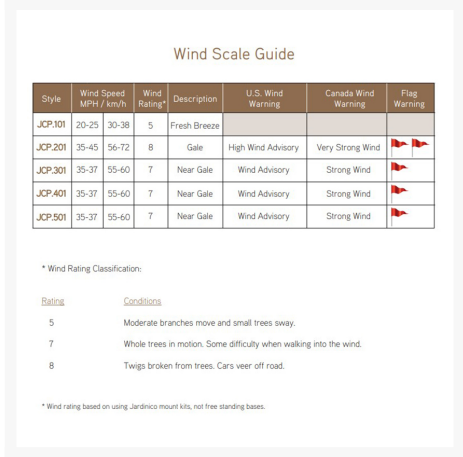 Wind Scale Guide
Style Wind Speed MPH / km/h Wind Rating* Description U.S. Wind Warning Canada Wind Warning Flag Warning
JCP.101 20-25 30-38 5 Fresh Breeze
JCP.201 35-45 56-72 8 Gale High Wind Advisory Very Strong Wind
JCP.301 35-37 55-60 7 Near Gale Wind Advisory Strong Wind
JCP.401 35-37 55-60 7 Near Gale Wind Advisory Strong Wind
JCP.501 35-37 55-60 7 Near Gale Wind Advisory Strong Wind
* Wind Rating Classification:
Rating Conditions
5 Moderate branches move and small trees sway.
7 Whole trees in motion. Some difficulty when walking into the wind.
8 Twigs broken from trees. Cars veer off road.
* Wind rating based on using Jardinico mount kits, not free standing bases.